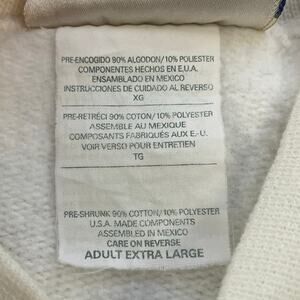 PRE-ENCOGIDO 90% ALGODON/10% POLIESTER
COMPONENTES HECHOS EN E.U.A.
ENSAMBLADO EN MEXICO
INSTRUCCIONES DE CUIDADO AL REVERSO
XG
PRE-RETRÉCI 90% COTON/10% POLYESTER
ASSEMBLE AU MEXIQUE
COMPOSANTS FABRIQUÉS AUX E.-U.
VOIR VERSO POUR ENTRETIEN
TG
PRE-SHRUNK 90% COTTON/10% POLYESTER
U.S.A. MADE COMPONENTS
ASSEMBLED IN MEXICO
CARE ON REVERSE
ADULT EXTRA LARGE